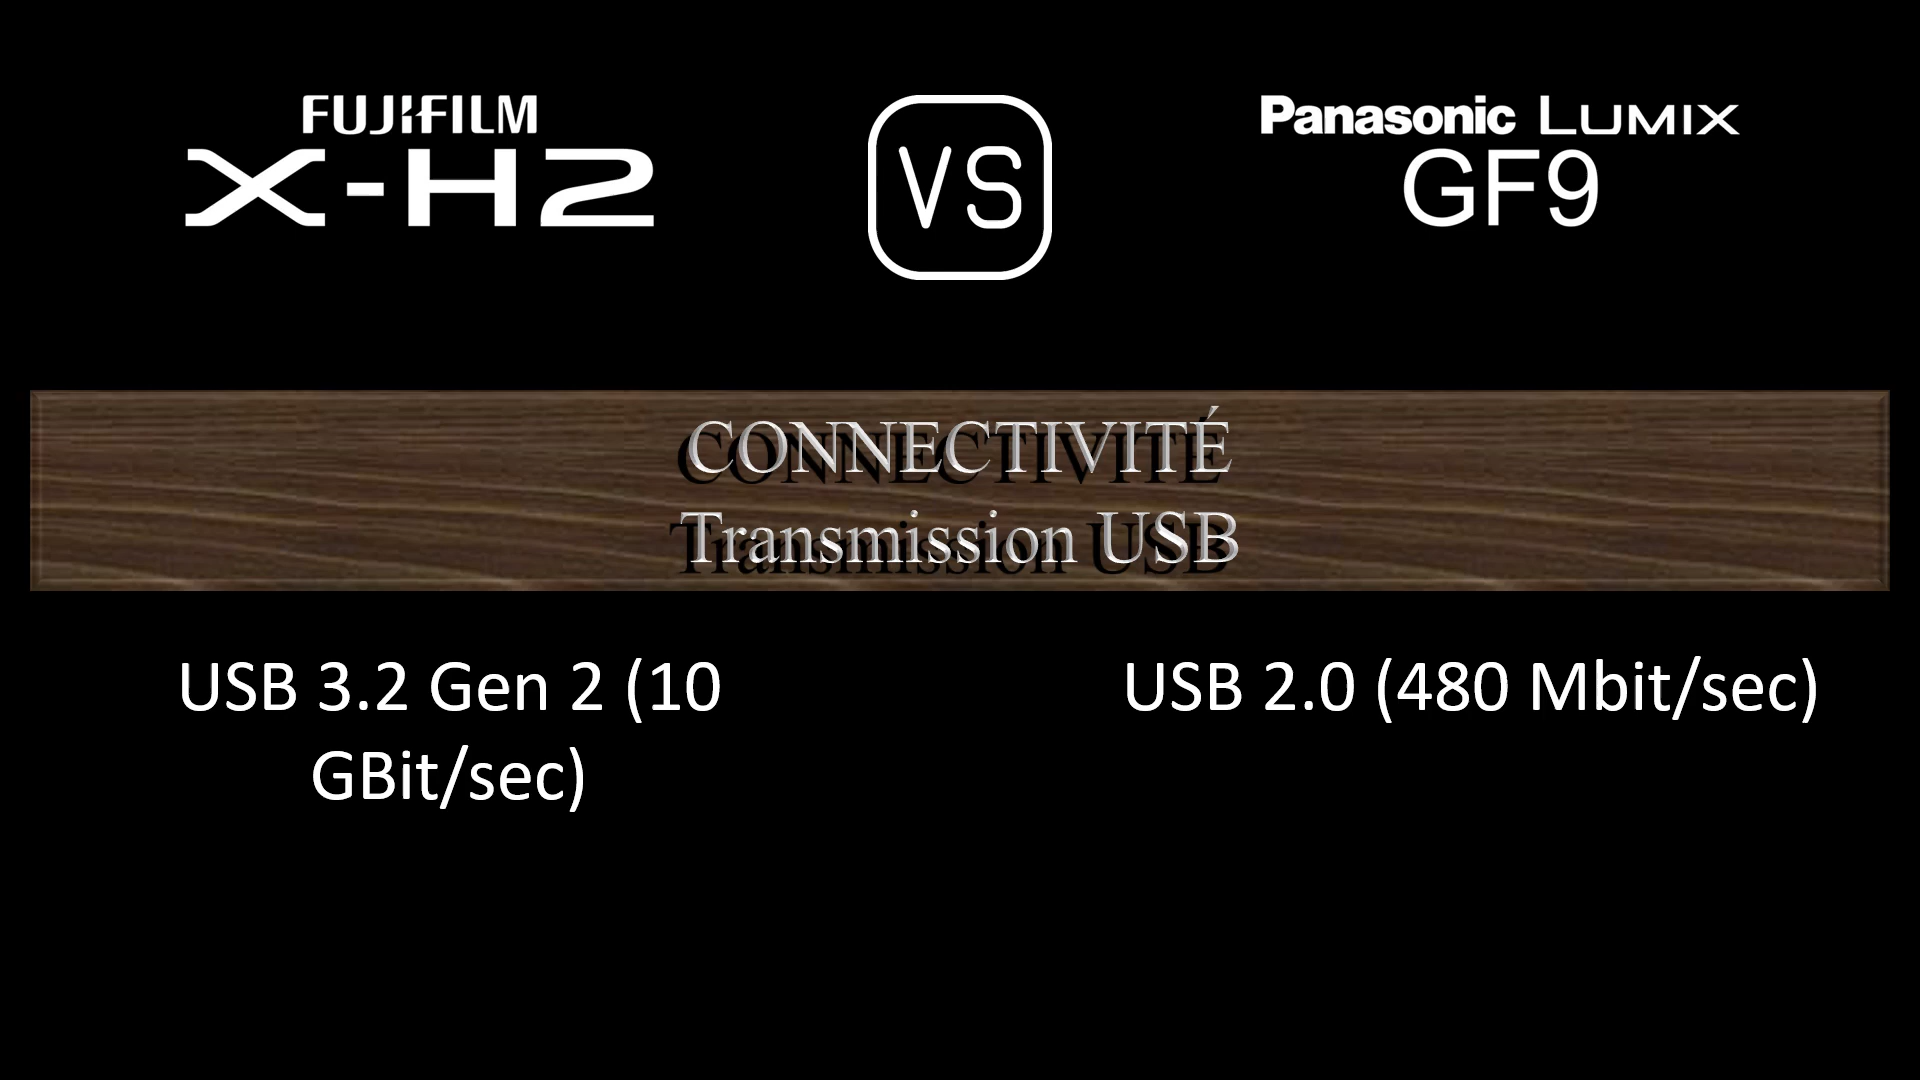 FUJIFILM
X-H2
VS
Panasonic LUMIX
GF9
CONNECTIVITÉ
Transmission USB
USB 3.2 Gen 2 (10
GBit/sec)
USB 2.0 (480 Mbit/sec)